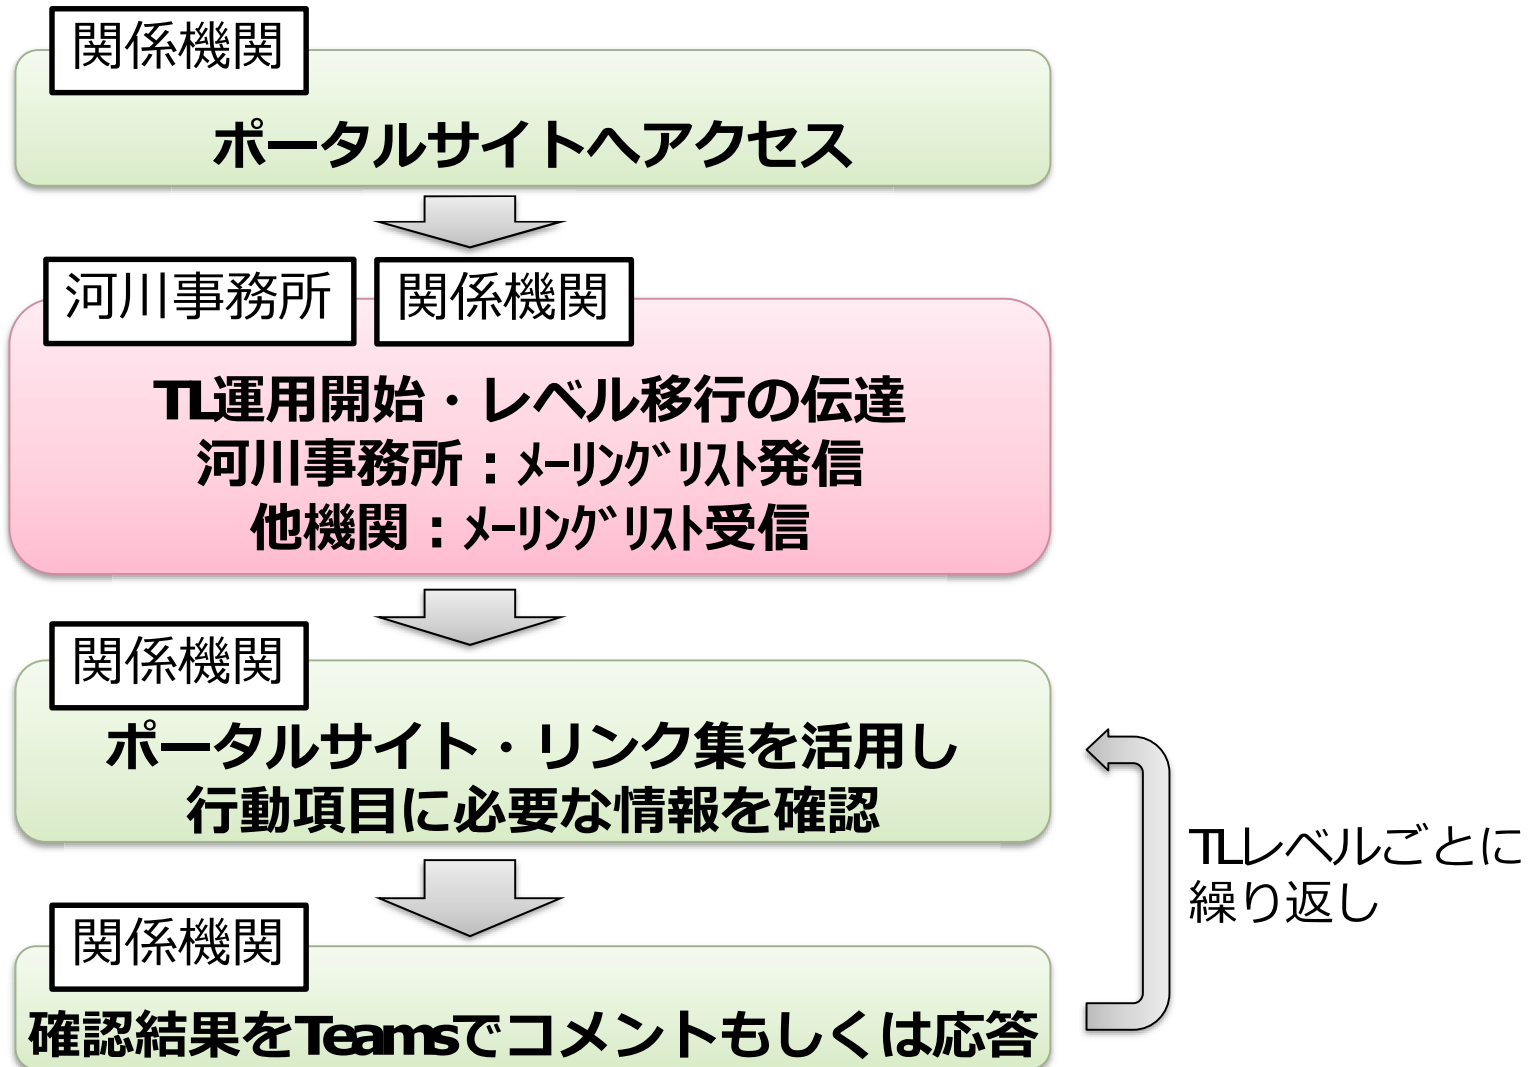 関係機関
ポータルサイトへアクセス
河川事務所
関係機関
TL運用開始・レベル移行の伝達
河川事務所：ﾒｰﾘﾝｸﾞﾘｽﾄ発信
他機関：ﾒｰﾘﾝｸﾞﾘｽﾄ受信
関係機関
ポータルサイト・リンク集を活用し
行動項目に必要な情報を確認
TLレベルごとに
繰り返し
関係機関
確認結果をTeamsでコメントもしくは応答